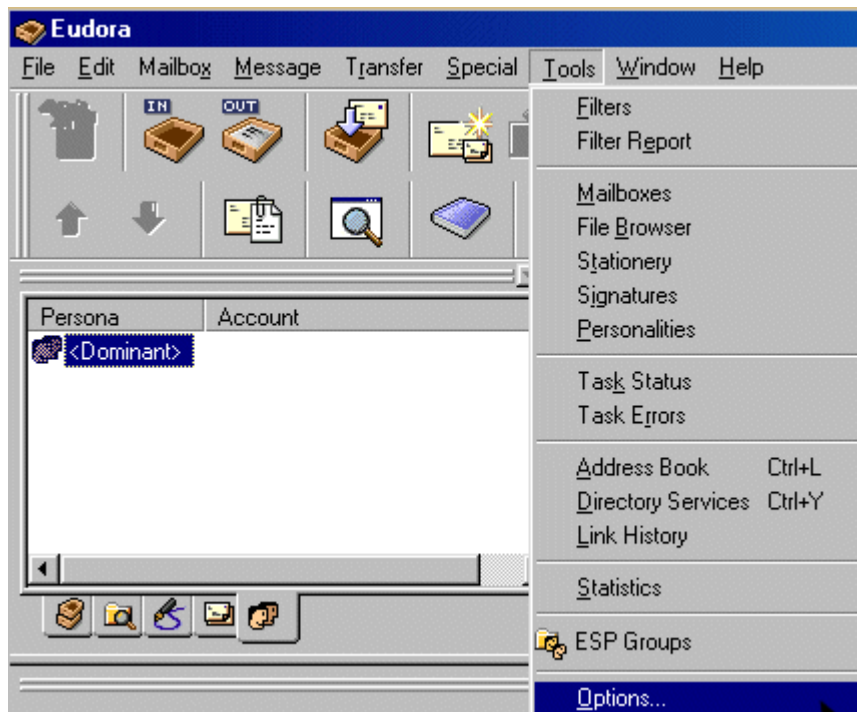 Eudora
File Edit Mailbox Message Transfer Special Tools Window Help
IN OUT
Filters
Filter Report
Mailboxes
File Browser
Stationery
Signatures
Personalities
Task Status
Task Errors
Address Book Ctrl+L
Directory Services Ctrl+Y
Link History
Statistics
ESP Groups
Options...
Persona Account
<Dominant>